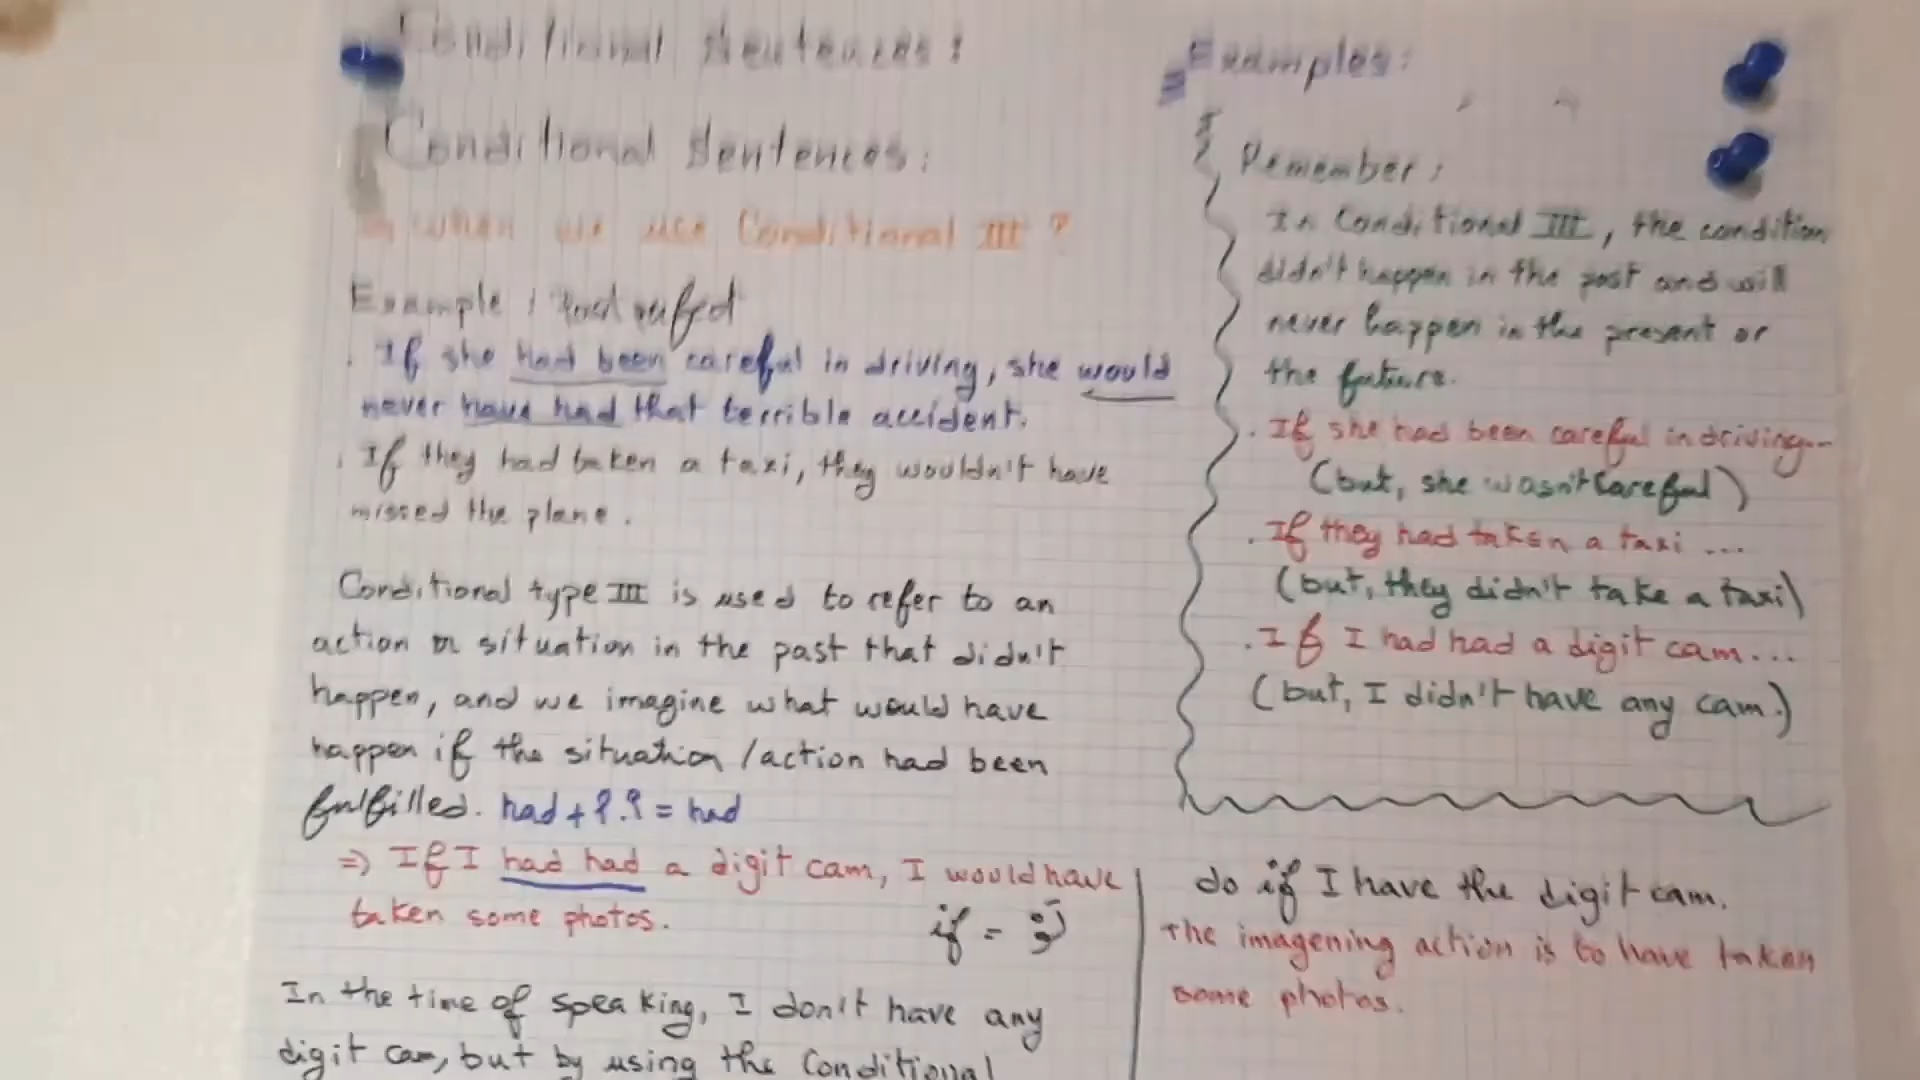 Conditional sentences:
Conditional sentences:
when we use Conditional III ?
Example : Past perfect
. If she had been careful in driving, she would
never have had that terrible accident.
. If they had taken a taxi, they wouldn't have
missed the plane.
Conditional type III is used to refer to an
action or situation in the past that didn't
happen, and we imagine what would have
happen if the situation / action had been
fulfilled. had + P.P = had
=> If I had had a digit cam, I would have
taken some photos.
if =
In the time of speaking, I don't have any
digit cam, but by using the Conditional
Examples:
Remember:
In Conditional III, the condition
didn't happen in the past and will
never happen in the present or
the future.
. If she had been careful in driving...
(but, she wasn't careful)
. If they had taken a taxi ...
(but, they didn't take a taxi)
. If I had had a digit cam...
(but, I didn't have any cam.)
do if I have the digit cam.
The imagening action is to have taken
some photos.